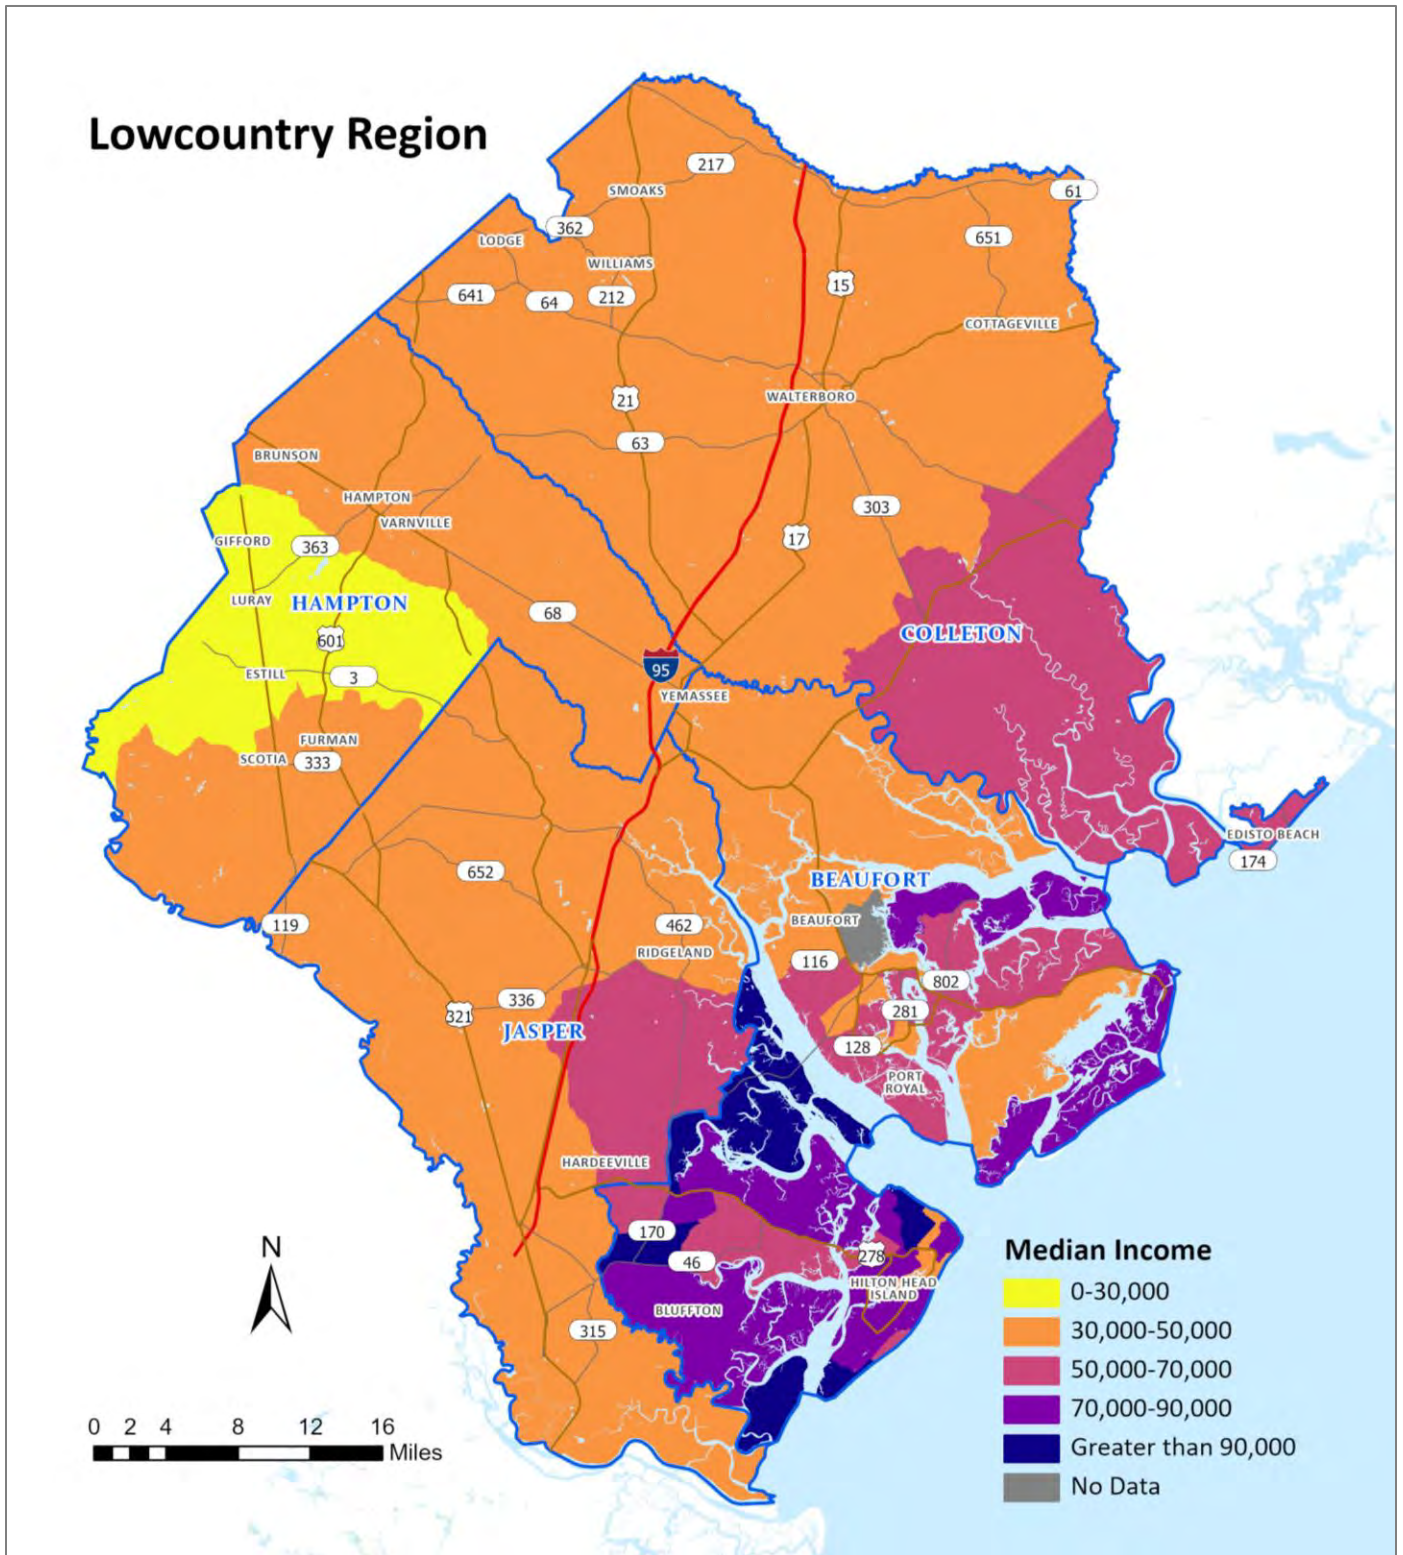 Lowcountry Region
217
SMOAKS
61
362
651
LODGE
WILLIAMS
15
641
64
212
COTTAGEVILLE
WALTERBORO
21
63
BRUNSON
HAMPTON
303
VARNVILLE
17
GIFFORD
363
LURAY
HAMPTON
68
601
COLLETON
95
ESTILL
3
YEMASSEE
FURMAN
SCOTIA
333
EDISTO BEACH
174
652
BEAUFORT
BEAUFORT
119
462
RIDGELAND
116
802
336
281
321
JASPER
128
PORT
ROYAL
HARDEEVILLE
170
278
46
HILTON HEAD
ISLAND
BLUFFTON
315
N
0 2 4 8 12 16
Miles
Median Income
0-30,000
30,000-50,000
50,000-70,000
70,000-90,000
Greater than 90,000
No Data